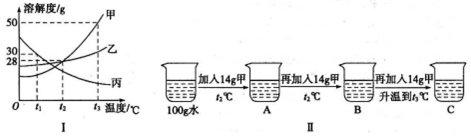 溶解度/g
50
30
28
O
t₁
t₂
t₃
温度/℃
甲
乙
丙
I
100g水
加入14g甲
t₂℃
A
再加入14g甲
t₂℃
B
再加入14g甲
升温到t₃℃
C
II